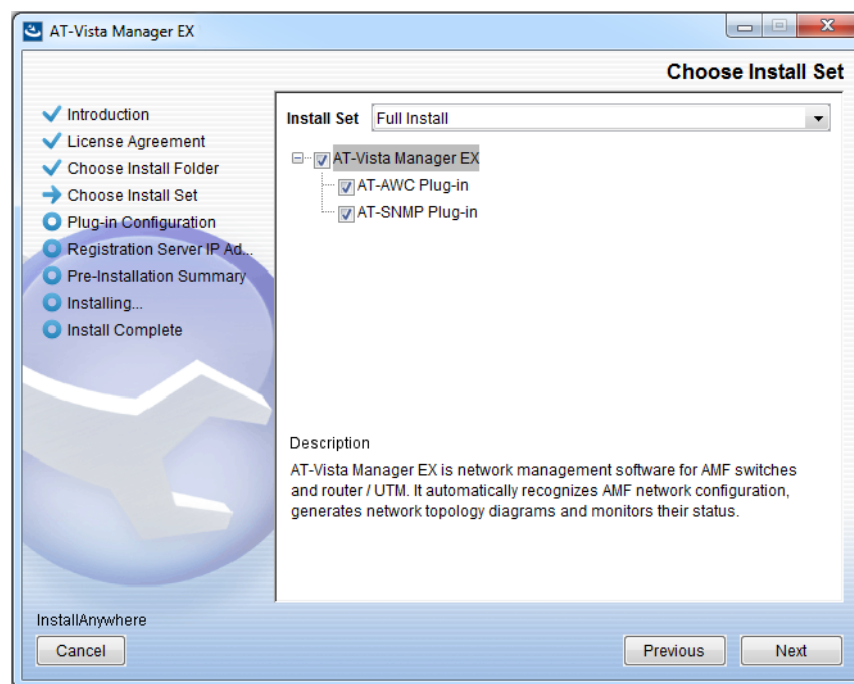 AT-Vista Manager EX
Choose Install Set
Introduction
License Agreement
Choose Install Folder
Choose Install Set
Plug-in Configuration
Registration Server IP Ad...
Pre-Installation Summary
Installing...
Install Complete
Install Set Full Install
AT-Vista Manager EX
AT-AWC Plug-in
AT-SNMP Plug-in
Description
AT-Vista Manager EX is network management software for AMF switches
and router / UTM. It automatically recognizes AMF network configuration,
generates network topology diagrams and monitors their status.
InstallAnywhere
Cancel
Previous
Next